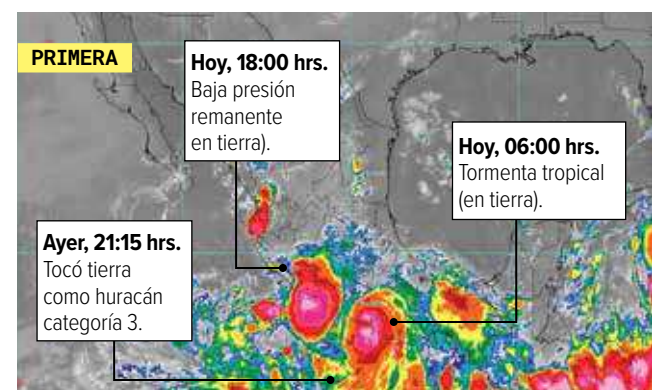 PRIMERA
Hoy, 18:00 hrs.
Baja presión
remanente
en tierra).
Hoy, 06:00 hrs.
Tormenta tropical
(en tierra).
Ayer, 21:15 hrs.
Tocó tierra
como huracán
categoría 3.